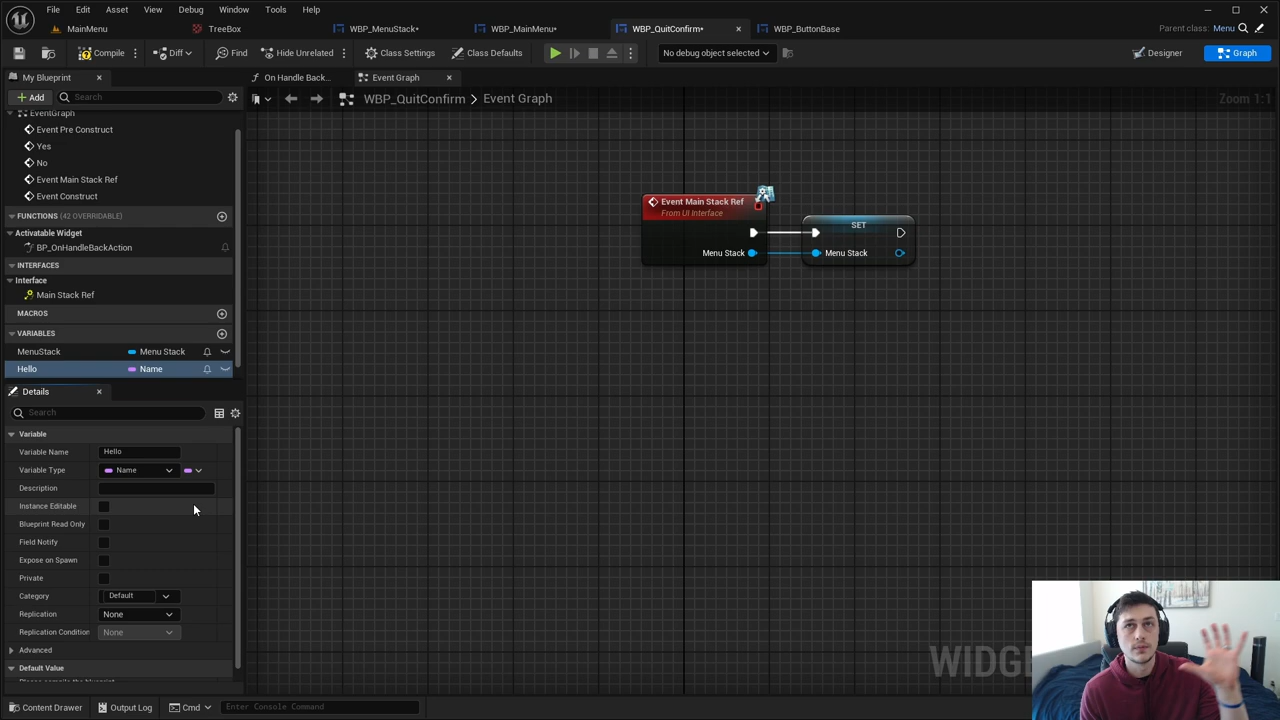 File Edit Asset View Debug Window Tools Help
MainMenu TreeBox WBP_MenuStack• WBP_MainMenu• WBP_QuitConfirm• WBP_ButtonBase Parent class: Menu
Compile Diff Find Hide Unrelated Class Settings Class Defaults No debug object selected Designer Graph
My Blueprint On Handle Back... Event Graph
Add Search WBP_QuitConfirm > Event Graph Zoom 1:1
EventGraph
Event Pre Construct
Yes
No
Event Main Stack Ref
Event Construct
FUNCTIONS (42 OVERRIDABLE)
Activatable Widget
BP_OnHandleBackAction
INTERFACES
Interface
Main Stack Ref
MACROS
VARIABLES
MenuStack Menu Stack
Hello Name
Event Main Stack Ref
From UI Interface
Menu Stack
SET
Menu Stack
Details
Search
Variable
Variable Name Hello
Variable Type Name
Description
Instance Editable
Blueprint Read Only
Field Notify
Expose on Spawn
Private
Category Default
Replication None
Replication Condition None
Advanced
Default Value
Please compile the blueprint
Content Drawer Output Log Cmd Enter Console Command